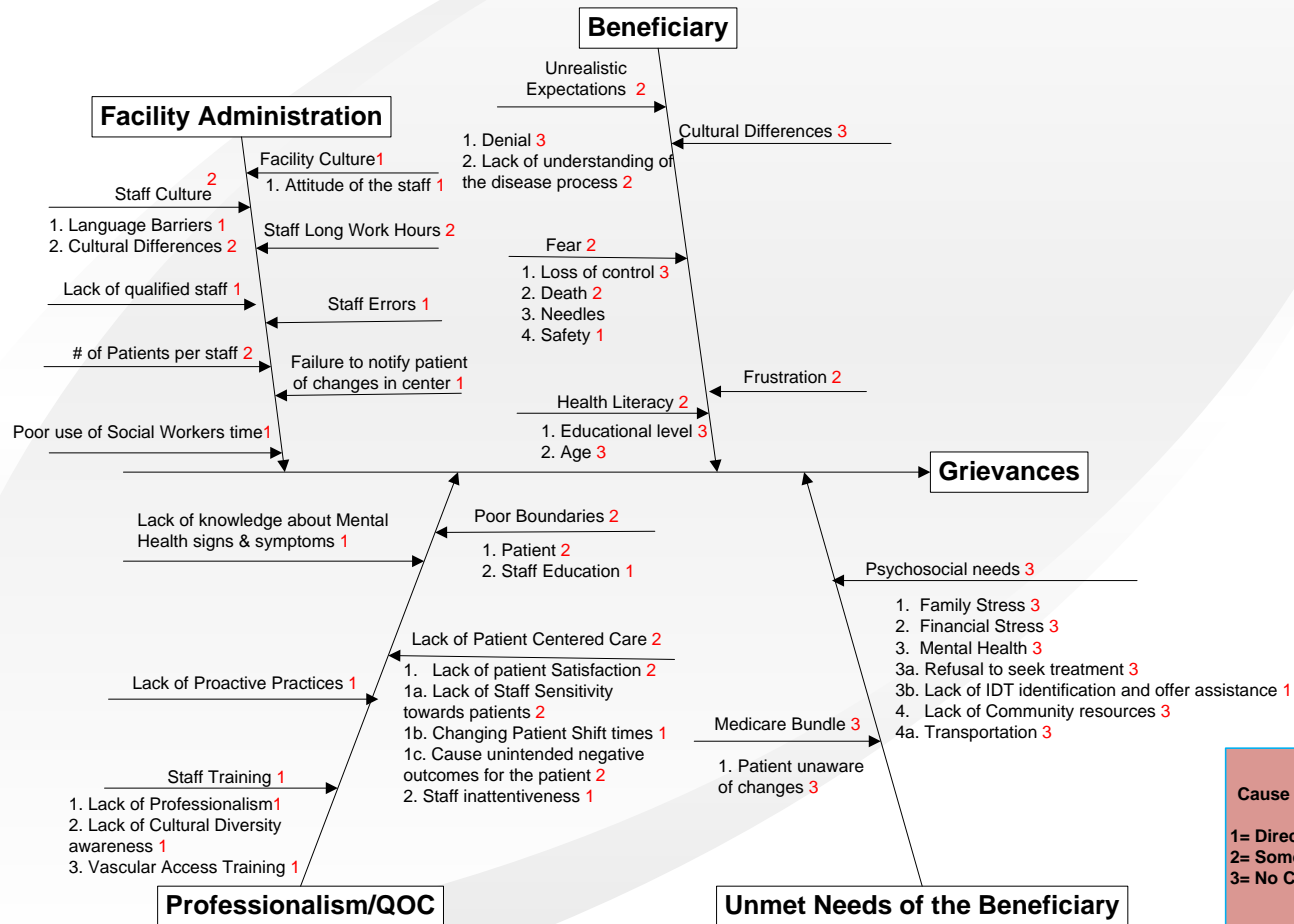 Beneficiary
Unrealistic
Expectations 2
1. Denial 3
2. Lack of understanding of
the disease process 2
Cultural Differences 3
Fear 2
1. Loss of control 3
2. Death 2
3. Needles
4. Safety 1
Frustration 2
Health Literacy 2
1. Educational level 3
2. Age 3
Facility Administration
Facility Culture1
1. Attitude of the staff 1
Staff Culture 2
1. Language Barriers 1
2. Cultural Differences 2
Staff Long Work Hours 2
Lack of qualified staff 1
Staff Errors 1
# of Patients per staff 2
Failure to notify patient
of changes in center 1
Poor use of Social Workers time1
Grievances
Lack of knowledge about Mental
Health signs & symptoms 1
Poor Boundaries 2
1. Patient 2
2. Staff Education 1
Lack of Patient Centered Care 2
1. Lack of patient Satisfaction 2
1a. Lack of Staff Sensitivity
towards patients 2
1b. Changing Patient Shift times 1
1c. Cause unintended negative
outcomes for the patient 2
2. Staff inattentiveness 1
Lack of Proactive Practices 1
Staff Training 1
1. Lack of Professionalism1
2. Lack of Cultural Diversity
awareness 1
3. Vascular Access Training 1
Professionalism/QOC
Psychosocial needs 3
1. Family Stress 3
2. Financial Stress 3
3. Mental Health 3
3a. Refusal to seek treatment 3
3b. Lack of IDT identification and offer assistance 1
4. Lack of Community resources 3
4a. Transportation 3
Medicare Bundle 3
1. Patient unaware
of changes 3
Unmet Needs of the Beneficiary
Cause
1=
2=
3= No